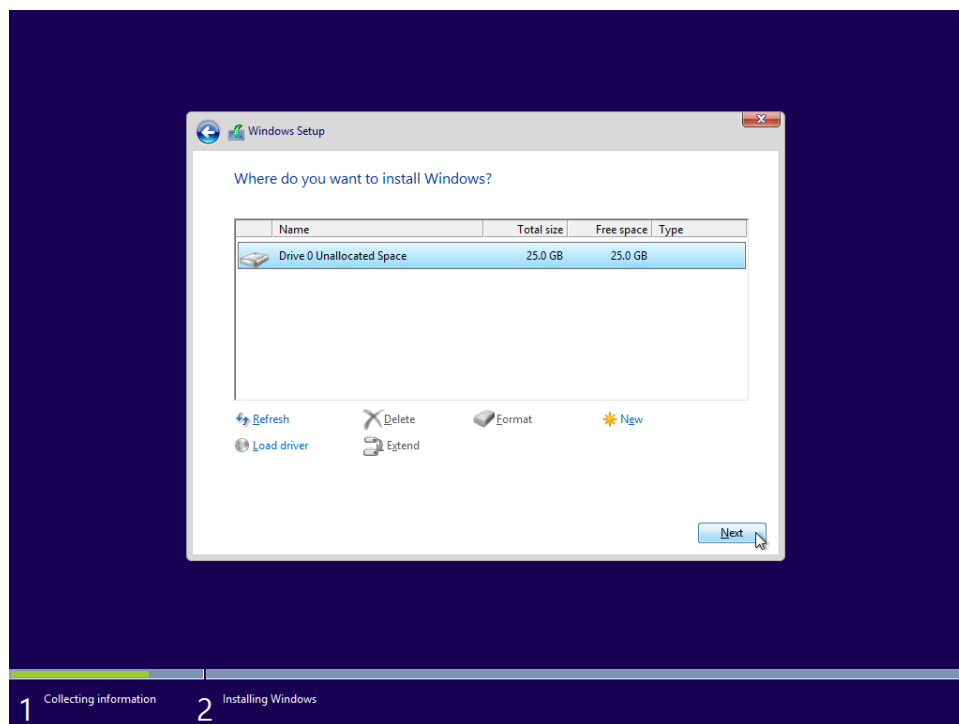 Windows Setup
Where do you want to install Windows?
Name Total size Free space Type
Drive 0 Unallocated Space 25.0 GB 25.0 GB
Refresh Delete Format New
Load driver Extend
Next
1 Collecting information 2 Installing Windows